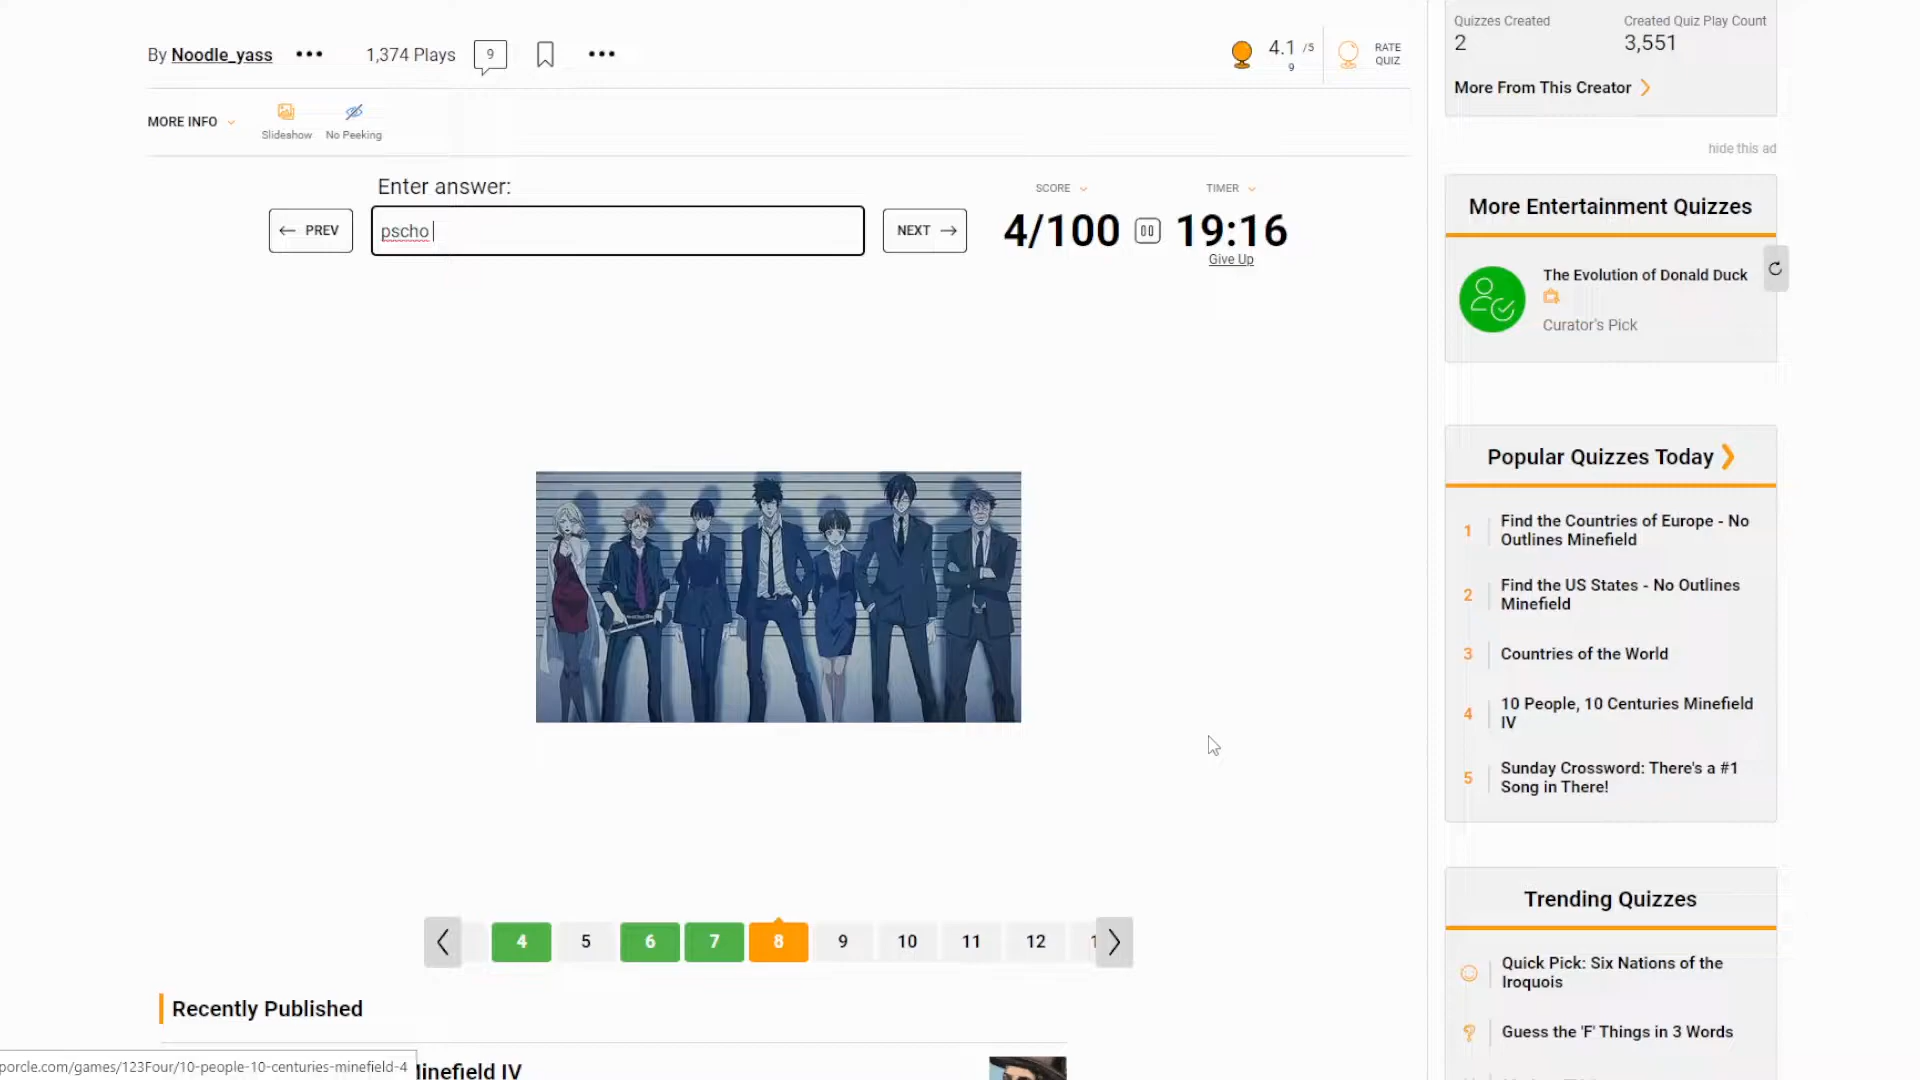 By Noodle_yass
1,374 Plays
9
4.1 /5
9
RATE
QUIZ
MORE INFO
Slideshow
No Peeking
Enter answer:
PREV
pscho
NEXT
SCORE
4/100
TIMER
19:16
Give Up
4
5
6
7
8
9
10
11
12
Recently Published
porcle.com/games/123Four/10-people-10-centuries-minefield-4
Minefield IV
Quizzes Created
2
Created Quiz Play Count
3,551
More From This Creator
hide this ad
More Entertainment Quizzes
The Evolution of Donald Duck
Curator's Pick
Popular Quizzes Today
1
Find the Countries of Europe - No
Outlines Minefield
2
Find the US States - No Outlines
Minefield
3
Countries of the World
4
10 People, 10 Centuries Minefield
IV
5
Sunday Crossword: There's a #1
Song in There!
Trending Quizzes
Quick Pick: Six Nations of the
Iroquois
Guess the 'F' Things in 3 Words